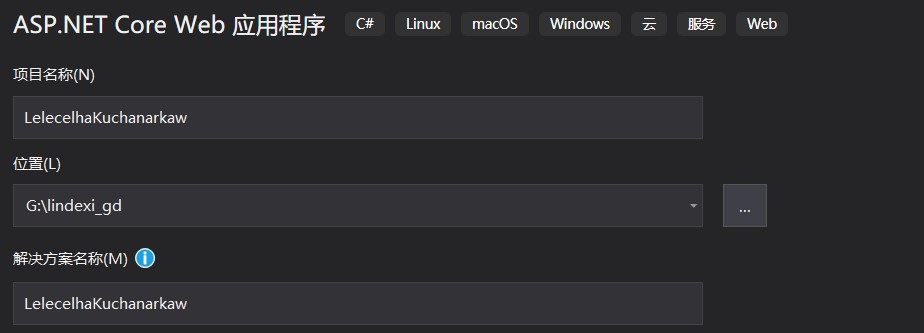 ASP.NET Core Web 应用程序 C# Linux macOS Windows 云 服务 Web
项目名称(N)
LelecelhaKuchanarkaw
位置(L)
G:\lindexi_gd ...
解决方案名称(M)
LelecelhaKuchanarkaw